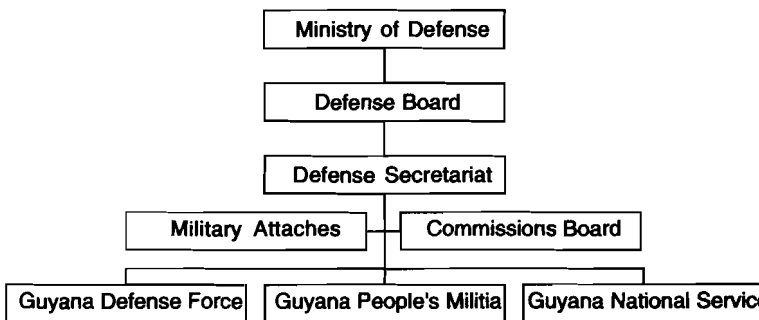 Ministry of Defense
Defense Board
Defense Secretariat
Military Attaches
Commissions Board
Guyana Defense Force
Guyana People's Militia
Guyana National Service